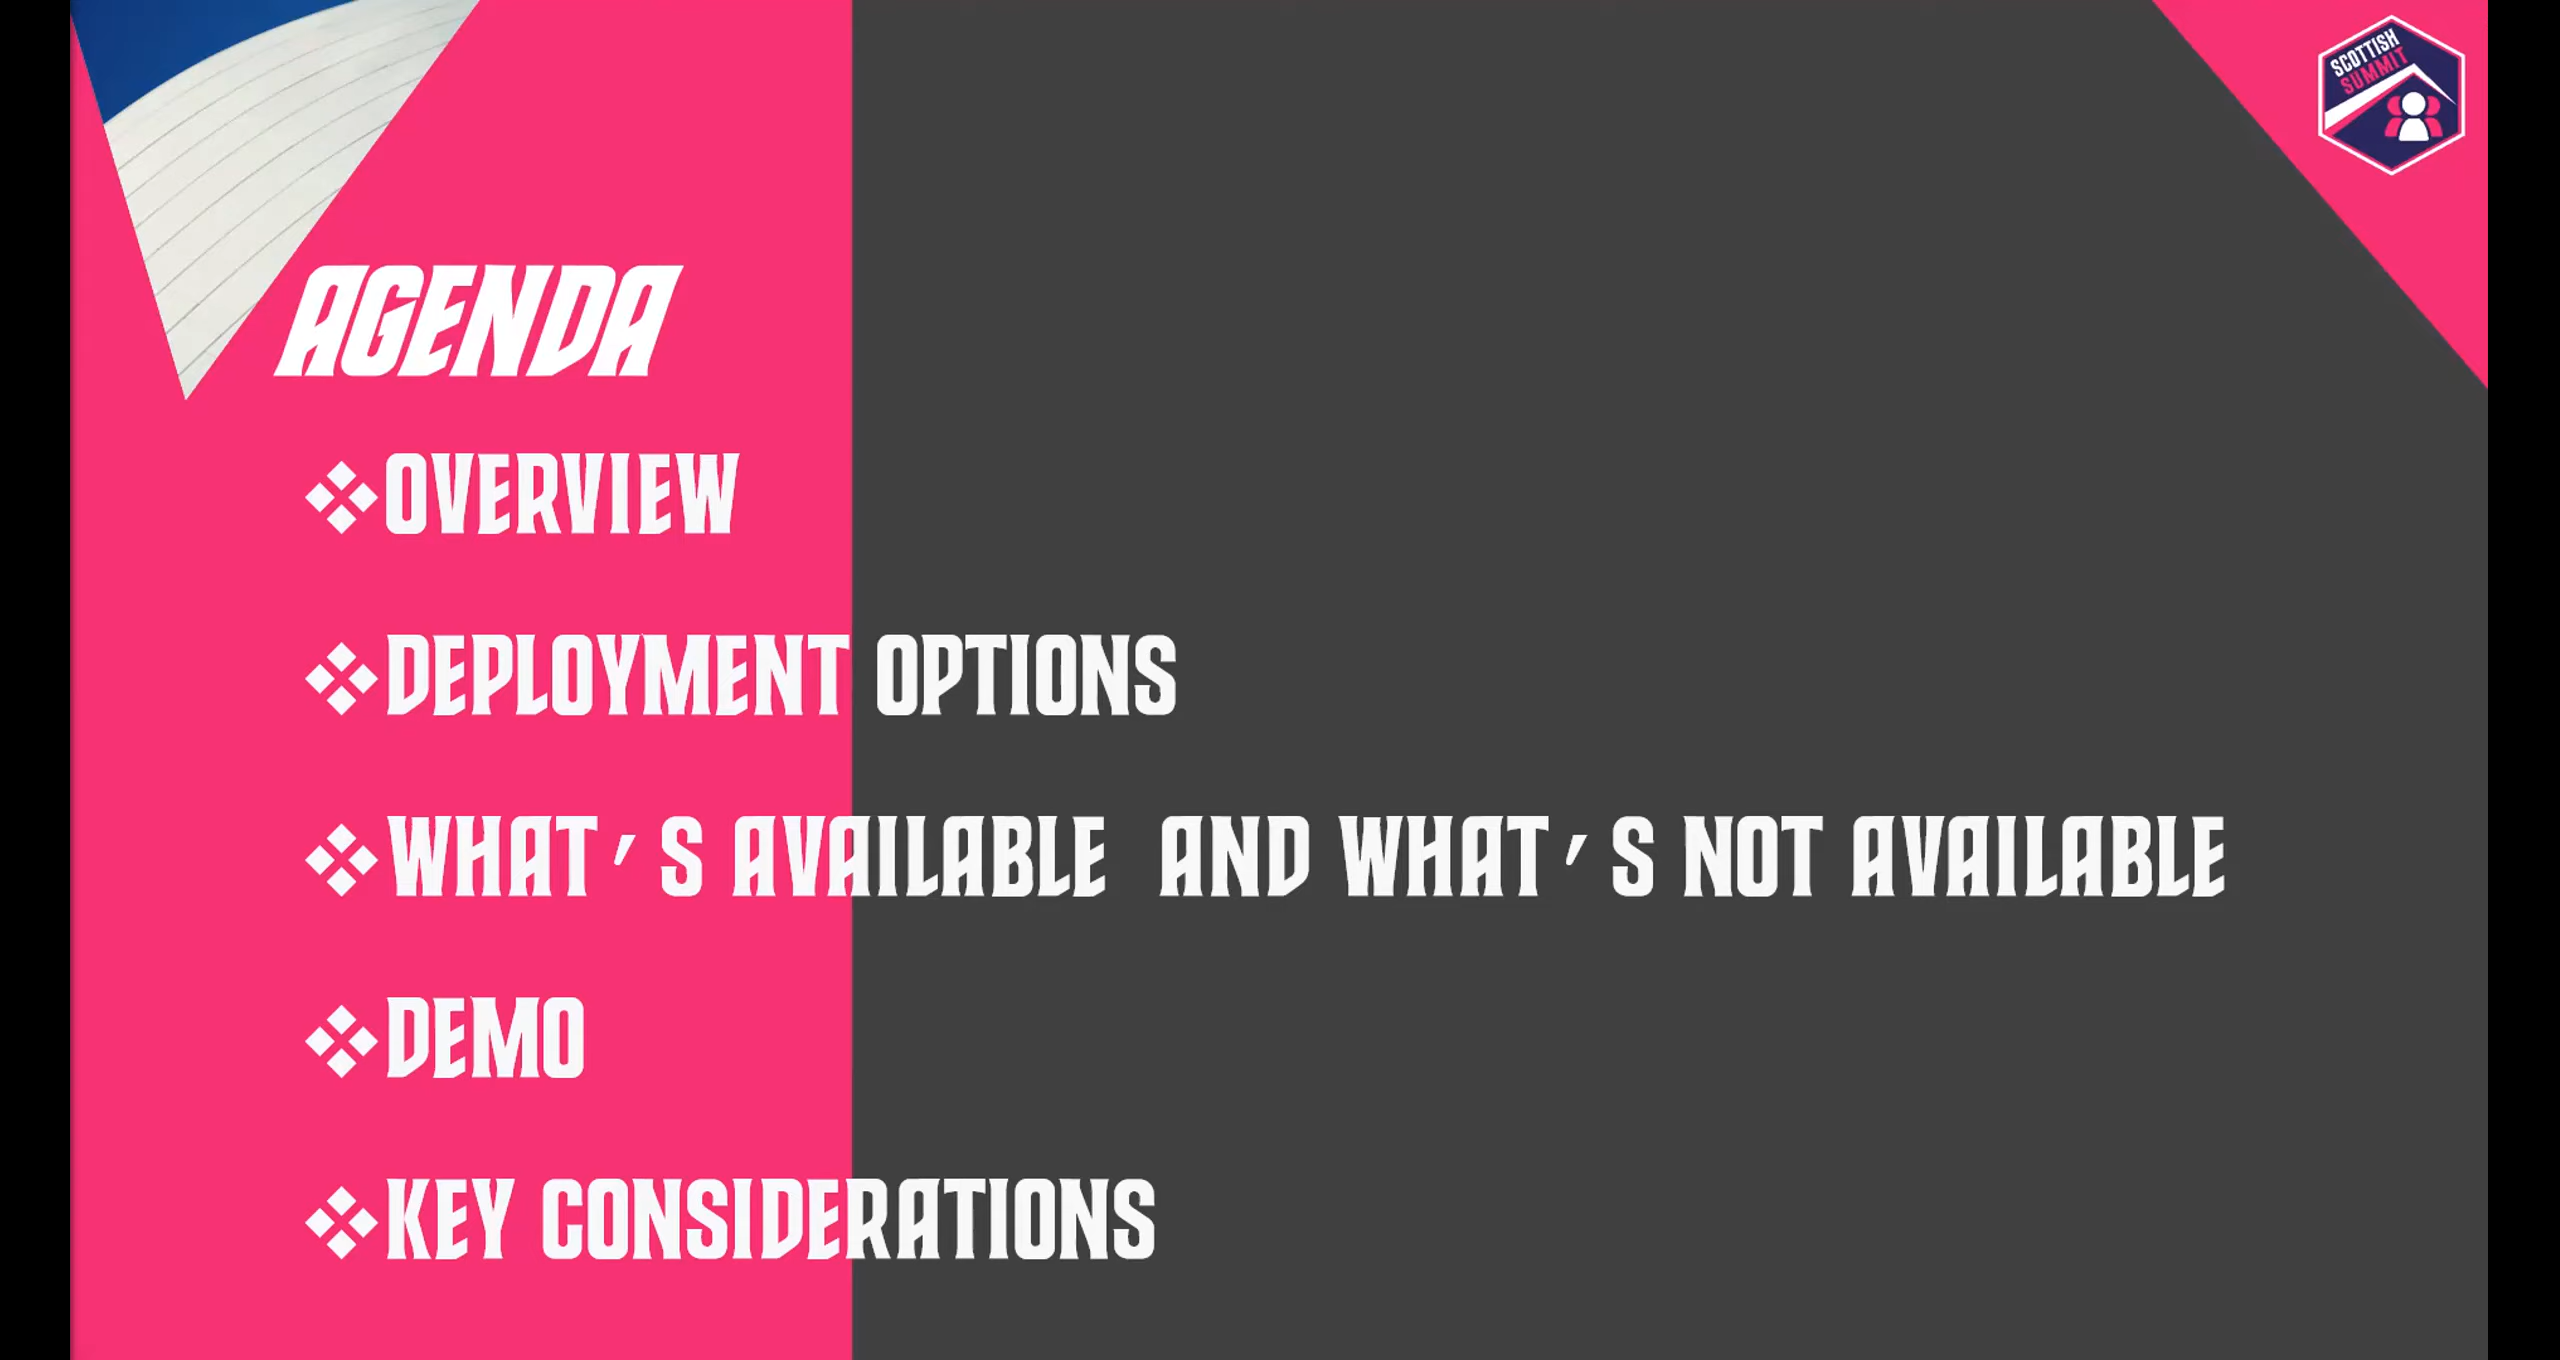 SCOTTISH
SUMMIT
AGENDA
❖OVERVIEW
❖DEPLOYMENT OPTIONS
❖WHAT'S AVAILABLE AND WHAT'S NOT AVAILABLE
❖DEMO
❖KEY CONSIDERATIONS